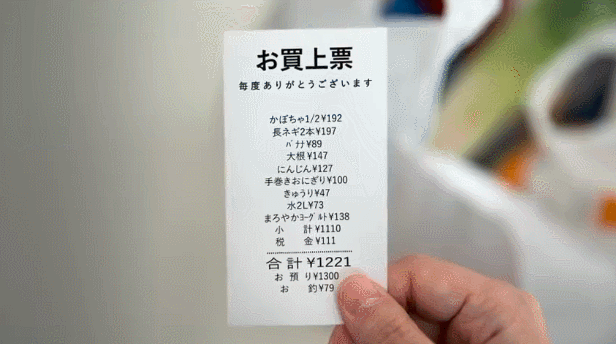 お買上票
毎度ありがとうございます
かぼちゃ1/2¥192
長ネギ2本¥197
バナナ¥89
大根¥147
にんじん¥127
手巻きおにぎり¥100
きゅうり¥47
水2L¥73
まろやかヨーグルト¥138
小 計¥1110
税 金¥111
合計¥1221
お預り¥1300
お 釣¥79